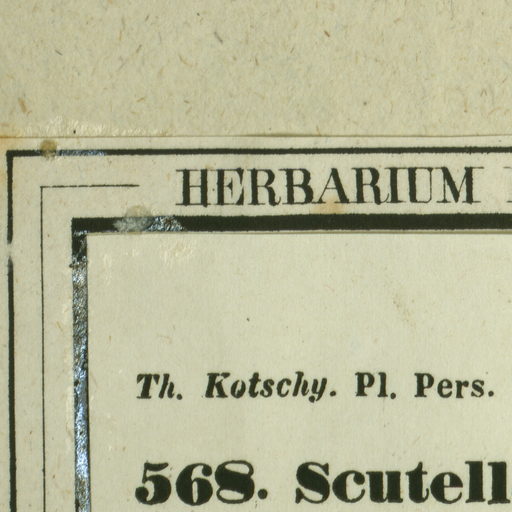 HERBARIUM
Th. Kotschy. Pl. Pers.
568. Scutell